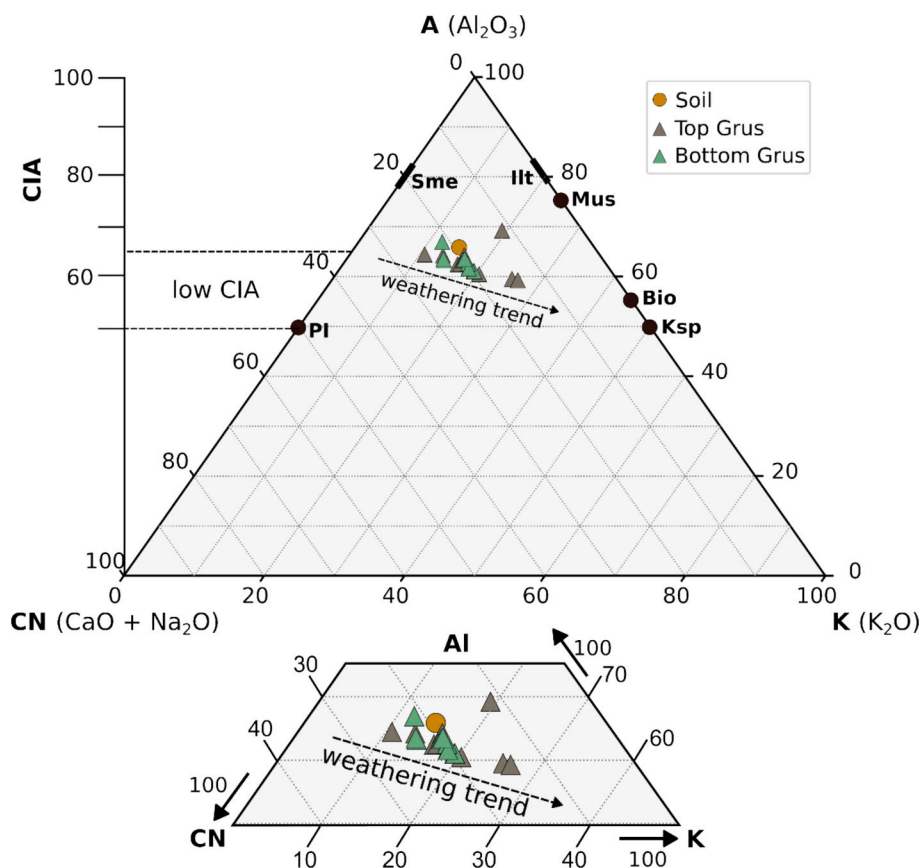 A (Al₂O₃)
0 100
100
CIA
80
60
Soil
Top Grus
Bottom Grus
20 Sme
Ilt 80
Mus
40
low CIA
weathering trend
60
Bio
Pl
Ksp
60
40
80
20
100
0
0 20 40 60 80 100
CN (CaO + Na₂O)
K (K₂O)
Al
100
30
70
40
60
weathering trend
100
CN
K
10 20 30 40 100